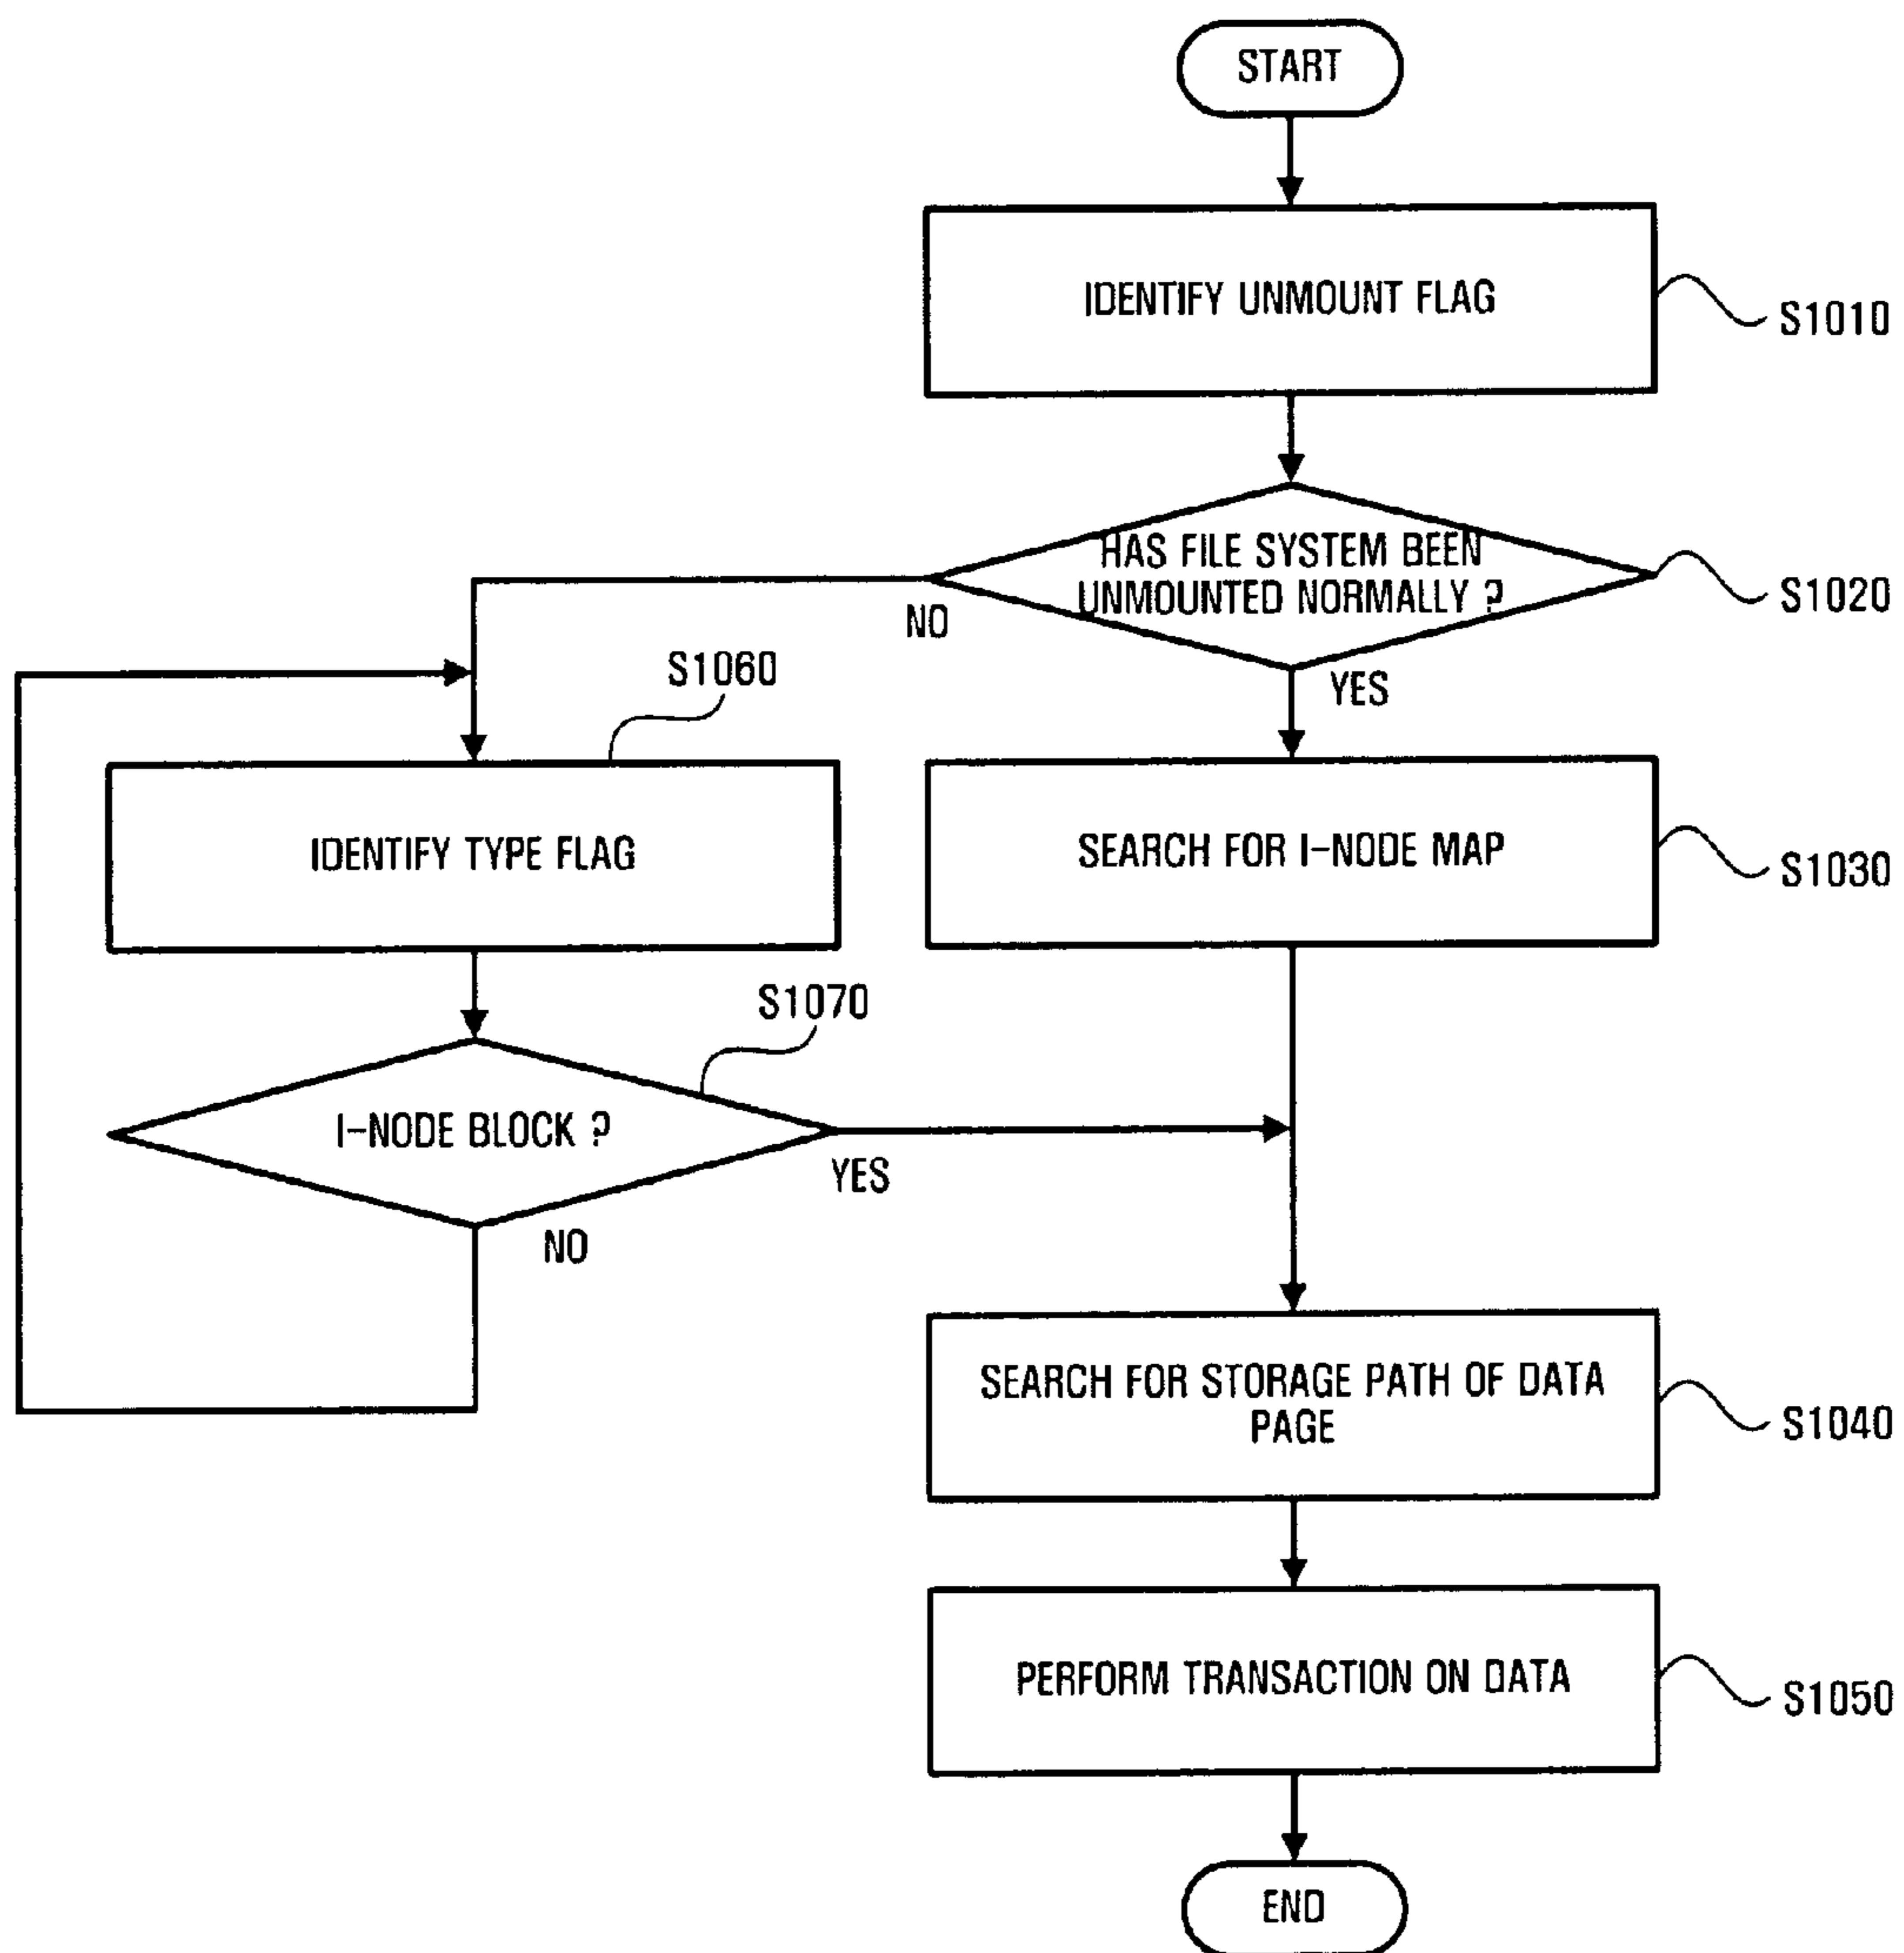 START
IDENTIFY UNMOUNT FLAG
S1010
HAS FILE SYSTEM BEEN
UNMOUNTED NORMALLY ?
S1020
NO
YES
S1060
IDENTIFY TYPE FLAG
SEARCH FOR I-NODE MAP
S1030
S1070
I-NODE BLOCK ?
YES
NO
SEARCH FOR STORAGE PATH OF DATA
PAGE
S1040
PERFORM TRANSACTION ON DATA
S1050
END